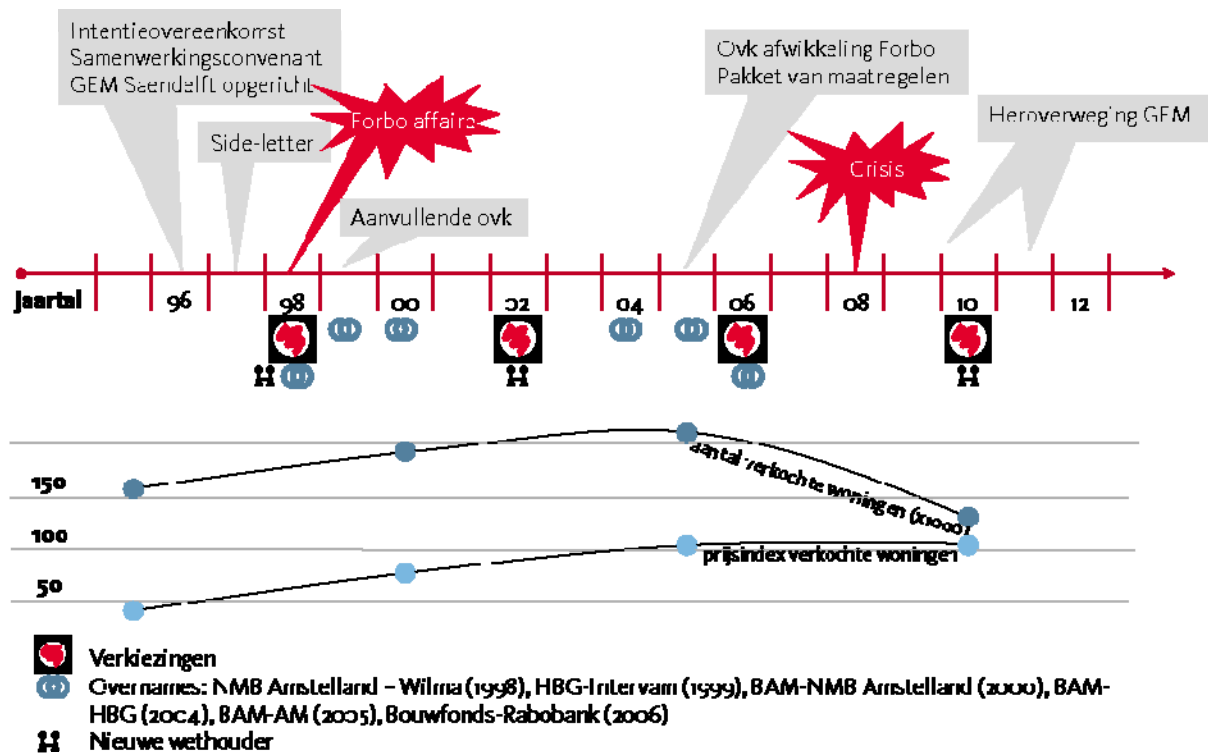 Intentieovereenkomst
Samenwerkingsconvenant
GEM Saendelft opgericht
Side-letter
Forbo affaire
Aanvullende ovk
Ovk afwikkeling Forbo
Pakket van maatregelen
Crisis
Heroverweging GEM
Jaartal 96 98 00 02 04 06 08 10 12
150
100
50
aantal verkochte woningen (x1000)
prijsindex verkochte woningen
Verkiezingen
Overnames: NMB Amstelland – Wilma (1998), HBG-Intervam (1999), BAM-NMB Amstelland (2000), BAM-
HBG (2004), BAM-AM (2005), Bouwfonds-Rabobank (2006)
Nieuwe wethouder